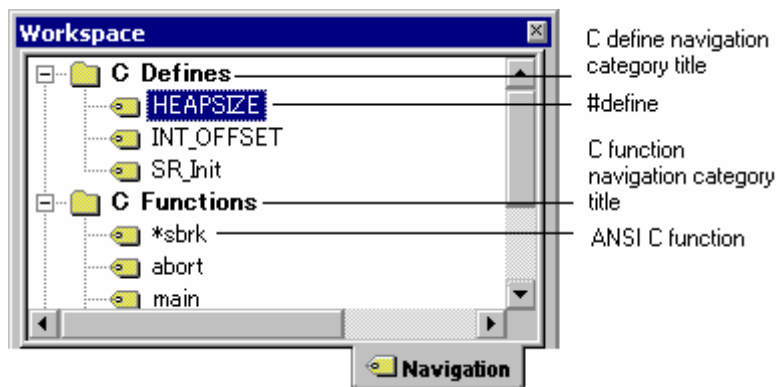 Workspace
C Defines
HEAPSIZE
INT_OFFSET
SR_Init
C Functions
*sbrk
abort
main
Navigation
C define navigation
category title
#define
C function
navigation category
title
ANSI C function